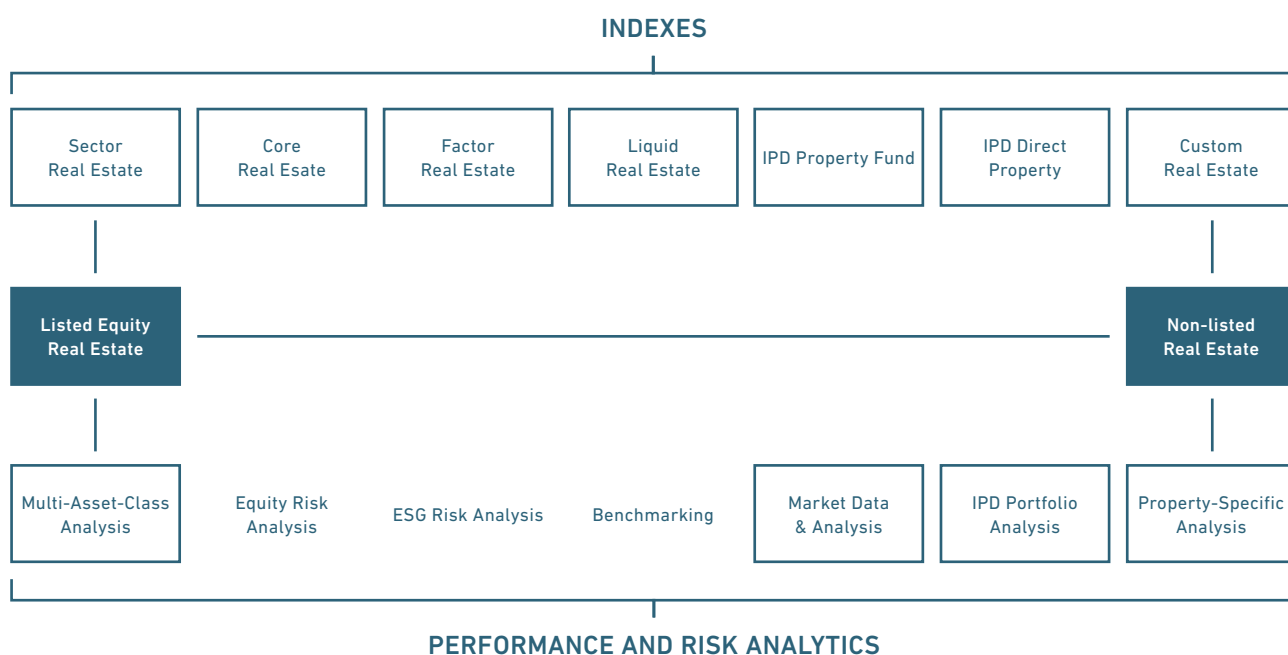 INDEXES
Sector
Real Estate
Core
Real Esate
Factor
Real Estate
Liquid
Real Estate
IPD Property Fund
IPD Direct
Property
Custom
Real Estate
Listed Equity
Real Estate
Non-listed
Real Estate
Multi-Asset-Class
Analysis
Equity Risk
Analysis
ESG Risk Analysis
Benchmarking
Market Data
& Analysis
IPD Portfolio
Analysis
Property-Specific
Analysis
PERFORMANCE AND RISK ANALYTICS